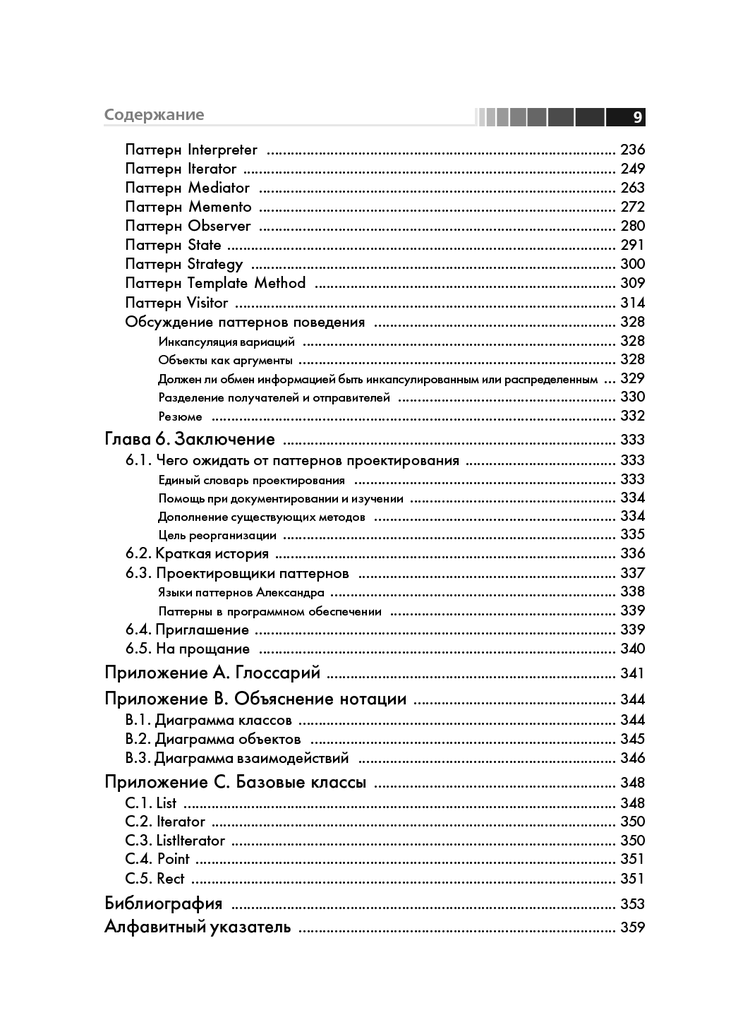 Содержание 9
Паттерн Interpreter ... 236
Паттерн Iterator ... 249
Паттерн Mediator ... 263
Паттерн Memento ... 272
Паттерн Observer ... 280
Паттерн State ... 291
Паттерн Strategy ... 300
Паттерн Template Method ... 309
Паттерн Visitor ... 314
Обсуждение паттернов поведения ... 328
Инкапсуляция вариаций ... 328
Объекты как аргументы ... 328
Должен ли обмен информацией быть инкапсулированным или распределенным ... 329
Разделение получателей и отправителей ... 330
Резюме ... 332
Глава 6. Заключение ... 333
6.1. Чего ожидать от паттернов проектирования ... 333
Единый словарь проектирования ... 333
Помощь при документировании и изучении ... 334
Дополнение существующих методов ... 334
Цель реорганизации ... 335
6.2. Краткая история ... 336
6.3. Проектировщики паттернов ... 337
Языки паттернов Александра ... 338
Паттерны в программном обеспечении ... 339
6.4. Приглашение ... 339
6.5. На прощание ... 340
Приложение А. Глоссарий ... 341
Приложение В. Объяснение нотации ... 344
В.1. Диаграмма классов ... 344
В.2. Диаграмма объектов ... 345
В.3. Диаграмма взаимодействий ... 346
Приложение С. Базовые классы ... 348
С.1. List ... 348
С.2. Iterator ... 350
С.3. ListIterator ... 350
С.4. Point ... 351
С.5. Rect ... 351
Библиография ... 353
Алфавитный указатель ... 359